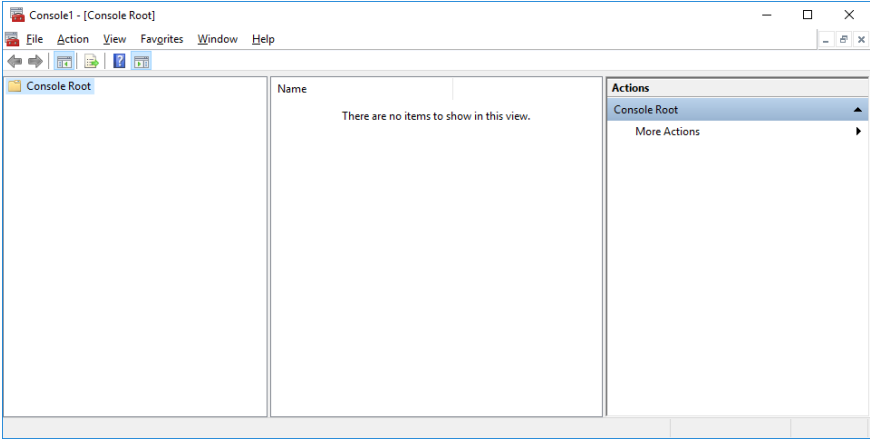 Console1 - [Console Root]
File Action View Favorites Window Help
Console Root
Name
There are no items to show in this view.
Actions
Console Root
More Actions